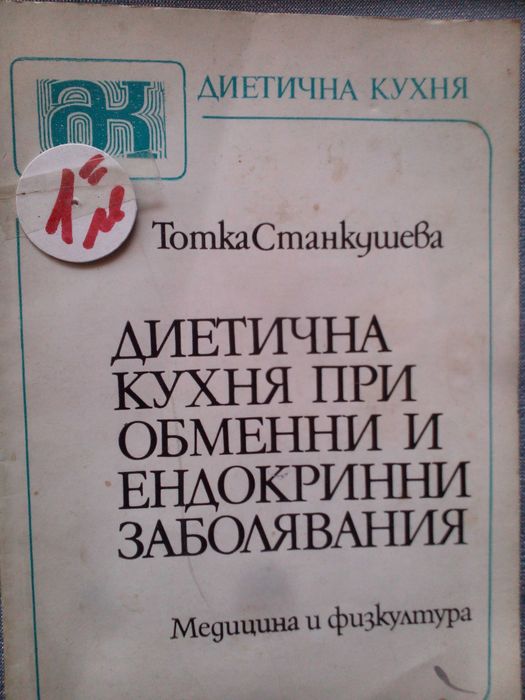 ДИЕТИЧНА КУХНЯ
Тотка Станкушева
ДИЕТИЧНА
КУХНЯ ПРИ
ОБМЕННИ И
ЕНДОКРИННИ
ЗАБОЛЯВАНИЯ
Медицина и физкултура